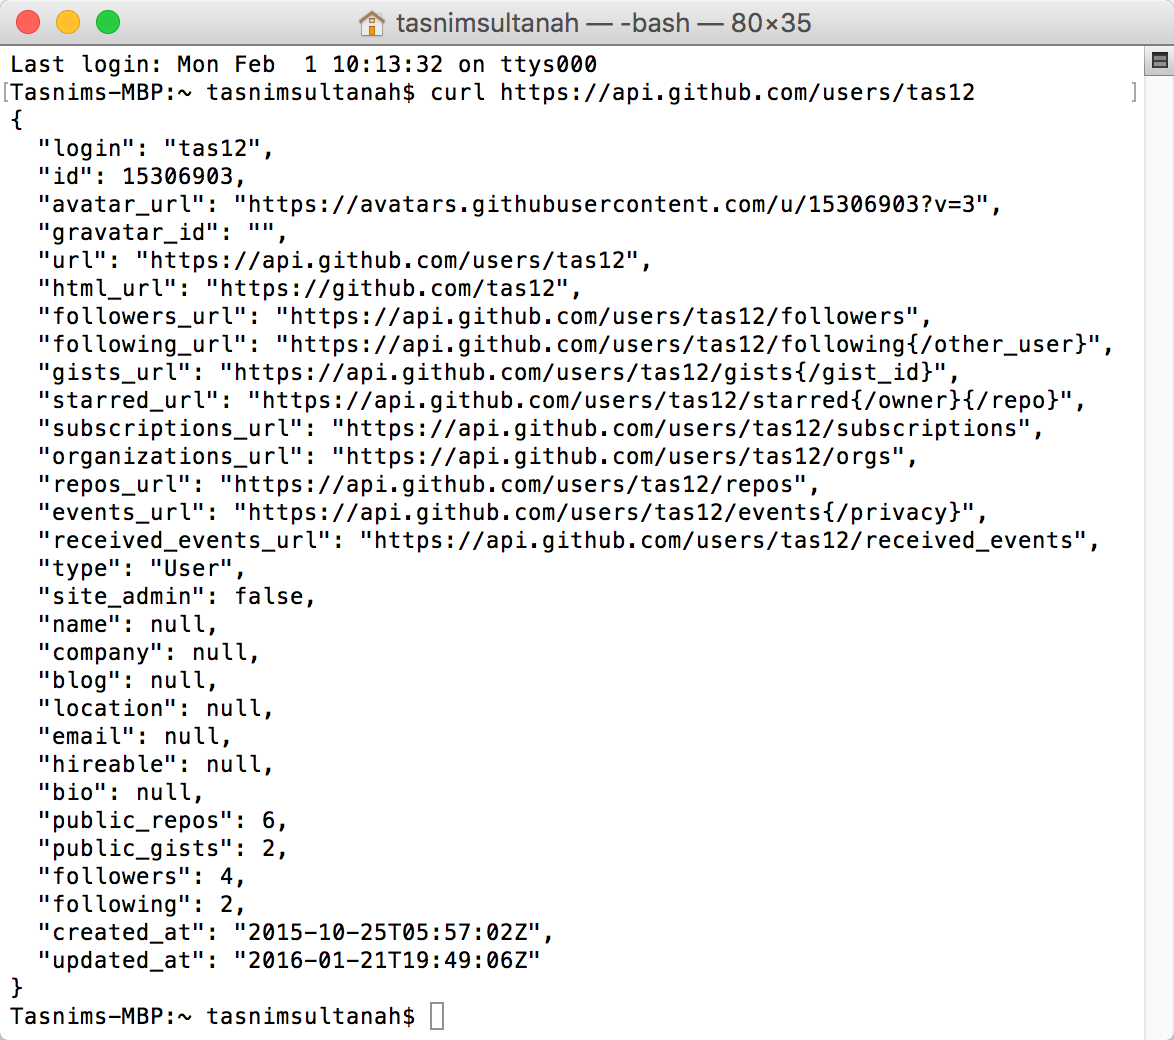 tasnimsultanah — -bash — 80×35
Last login: Mon Feb  1 10:13:32 on ttys000
[Tasnims-MBP:~ tasnimsultanah$ curl https://api.github.com/users/tas12 ]
{
  "login": "tas12",
  "id": 15306903,
  "avatar_url": "https://avatars.githubusercontent.com/u/15306903?v=3",
  "gravatar_id": "",
  "url": "https://api.github.com/users/tas12",
  "html_url": "https://github.com/tas12",
  "followers_url": "https://api.github.com/users/tas12/followers",
  "following_url": "https://api.github.com/users/tas12/following{/other_user}",
  "gists_url": "https://api.github.com/users/tas12/gists{/gist_id}",
  "starred_url": "https://api.github.com/users/tas12/starred{/owner}{/repo}",
  "subscriptions_url": "https://api.github.com/users/tas12/subscriptions",
  "organizations_url": "https://api.github.com/users/tas12/orgs",
  "repos_url": "https://api.github.com/users/tas12/repos",
  "events_url": "https://api.github.com/users/tas12/events{/privacy}",
  "received_events_url": "https://api.github.com/users/tas12/received_events",
  "type": "User",
  "site_admin": false,
  "name": null,
  "company": null,
  "blog": null,
  "location": null,
  "email": null,
  "hireable": null,
  "bio": null,
  "public_repos": 6,
  "public_gists": 2,
  "followers": 4,
  "following": 2,
  "created_at": "2015-10-25T05:57:02Z",
  "updated_at": "2016-01-21T19:49:06Z"
}
Tasnims-MBP:~ tasnimsultanah$